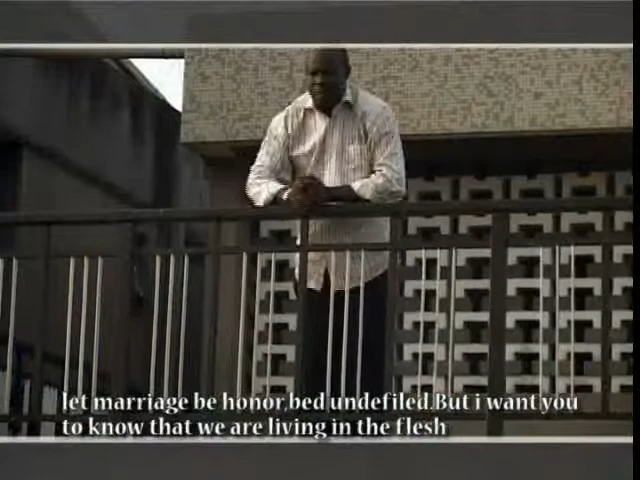 let marriage be honor,bed undefiled.But i want you
to know that we are living in the flesh